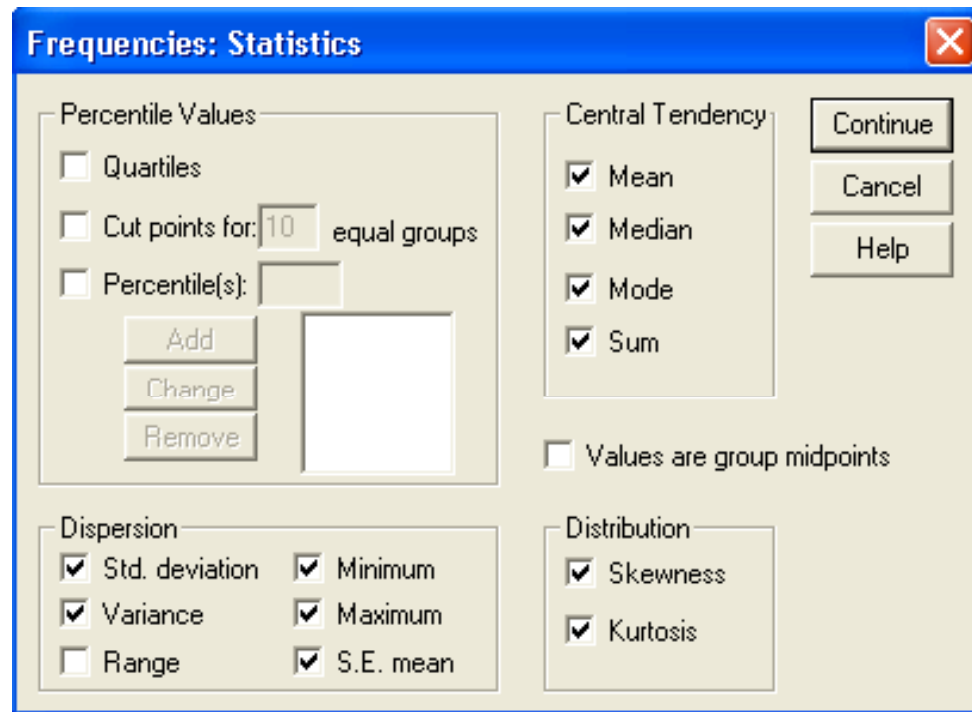 Frequencies: Statistics
Percentile Values
Quartiles
Cut points for: 10 equal groups
Percentile(s):
Add
Change
Remove
Central Tendency
Mean
Median
Mode
Sum
Continue
Cancel
Help
Values are group midpoints
Dispersion
Std. deviation
Minimum
Variance
Maximum
Range
S.E. mean
Distribution
Skewness
Kurtosis